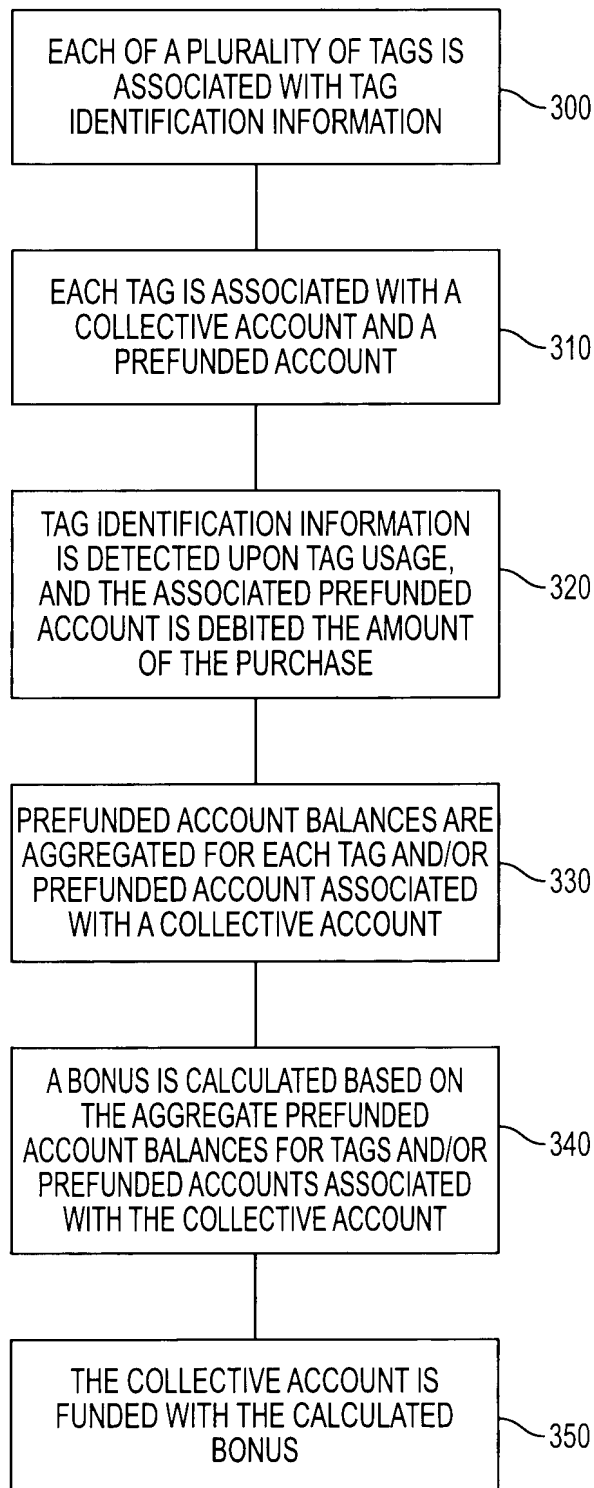 EACH OF A PLURALITY OF TAGS IS
ASSOCIATED WITH TAG
IDENTIFICATION INFORMATION
300
EACH TAG IS ASSOCIATED WITH A
COLLECTIVE ACCOUNT AND A
PREFUNDED ACCOUNT
310
TAG IDENTIFICATION INFORMATION
IS DETECTED UPON TAG USAGE,
AND THE ASSOCIATED PREFUNDED
ACCOUNT IS DEBITED THE AMOUNT
OF THE PURCHASE
320
PREFUNDED ACCOUNT BALANCES ARE
AGGREGATED FOR EACH TAG AND/OR
PREFUNDED ACCOUNT ASSOCIATED
WITH A COLLECTIVE ACCOUNT
330
A BONUS IS CALCULATED BASED ON
THE AGGREGATE PREFUNDED
ACCOUNT BALANCES FOR TAGS AND/OR
PREFUNDED ACCOUNTS ASSOCIATED
WITH THE COLLECTIVE ACCOUNT
340
THE COLLECTIVE ACCOUNT IS
FUNDED WITH THE CALCULATED
BONUS
350